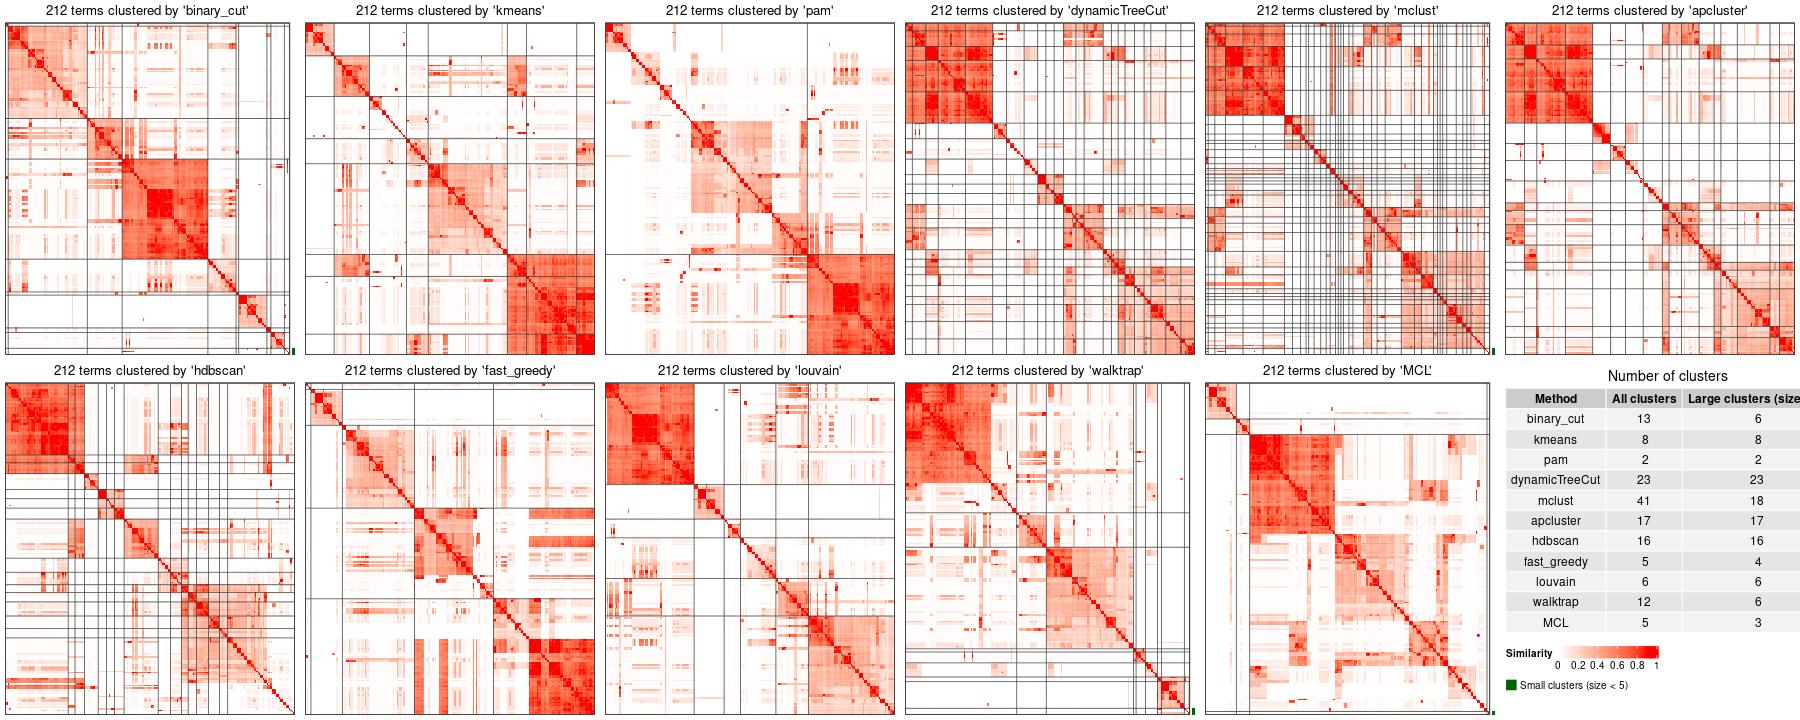 212 terms clustered by 'binary_cut'
212 terms clustered by 'kmeans'
212 terms clustered by 'pam'
212 terms clustered by 'dynamicTreeCut'
212 terms clustered by 'mclust'
212 terms clustered by 'apcluster'
212 terms clustered by 'hdbscan'
212 terms clustered by 'fast_greedy'
212 terms clustered by 'louvain'
212 terms clustered by 'walktrap'
212 terms clustered by 'MCL'
Number of clusters
Method All clusters Large clusters (size
binary_cut 13 6
kmeans 8 8
pam 2 2
dynamicTreeCut 23 23
mclust 41 18
apcluster 17 17
hdbscan 16 16
fast_greedy 5 4
louvain 6 6
walktrap 12 6
MCL 5 3
Similarity
0 0.2 0.4 0.6 0.8 1
Small clusters (size < 5)